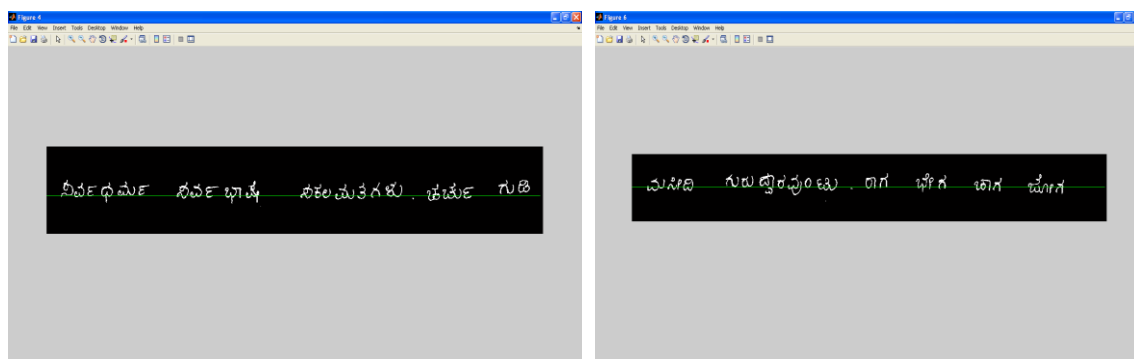 Figure 4
File Edit View Insert Tools Desktop Window Help
ಸರ್ವಧರ್ಮ ಸರ್ವಭಾಷೆ ಸಕಲಮತಗಳು. ಚರ್ಚು ಗುಡಿ
Figure 6
File Edit View Insert Tools Desktop Window Help
ಮಸೀದಿ ಗುರುದ್ವಾರವುಂಟು. ರಾಗ ಭೇಗ ಚಾಗ ಜೋಗ